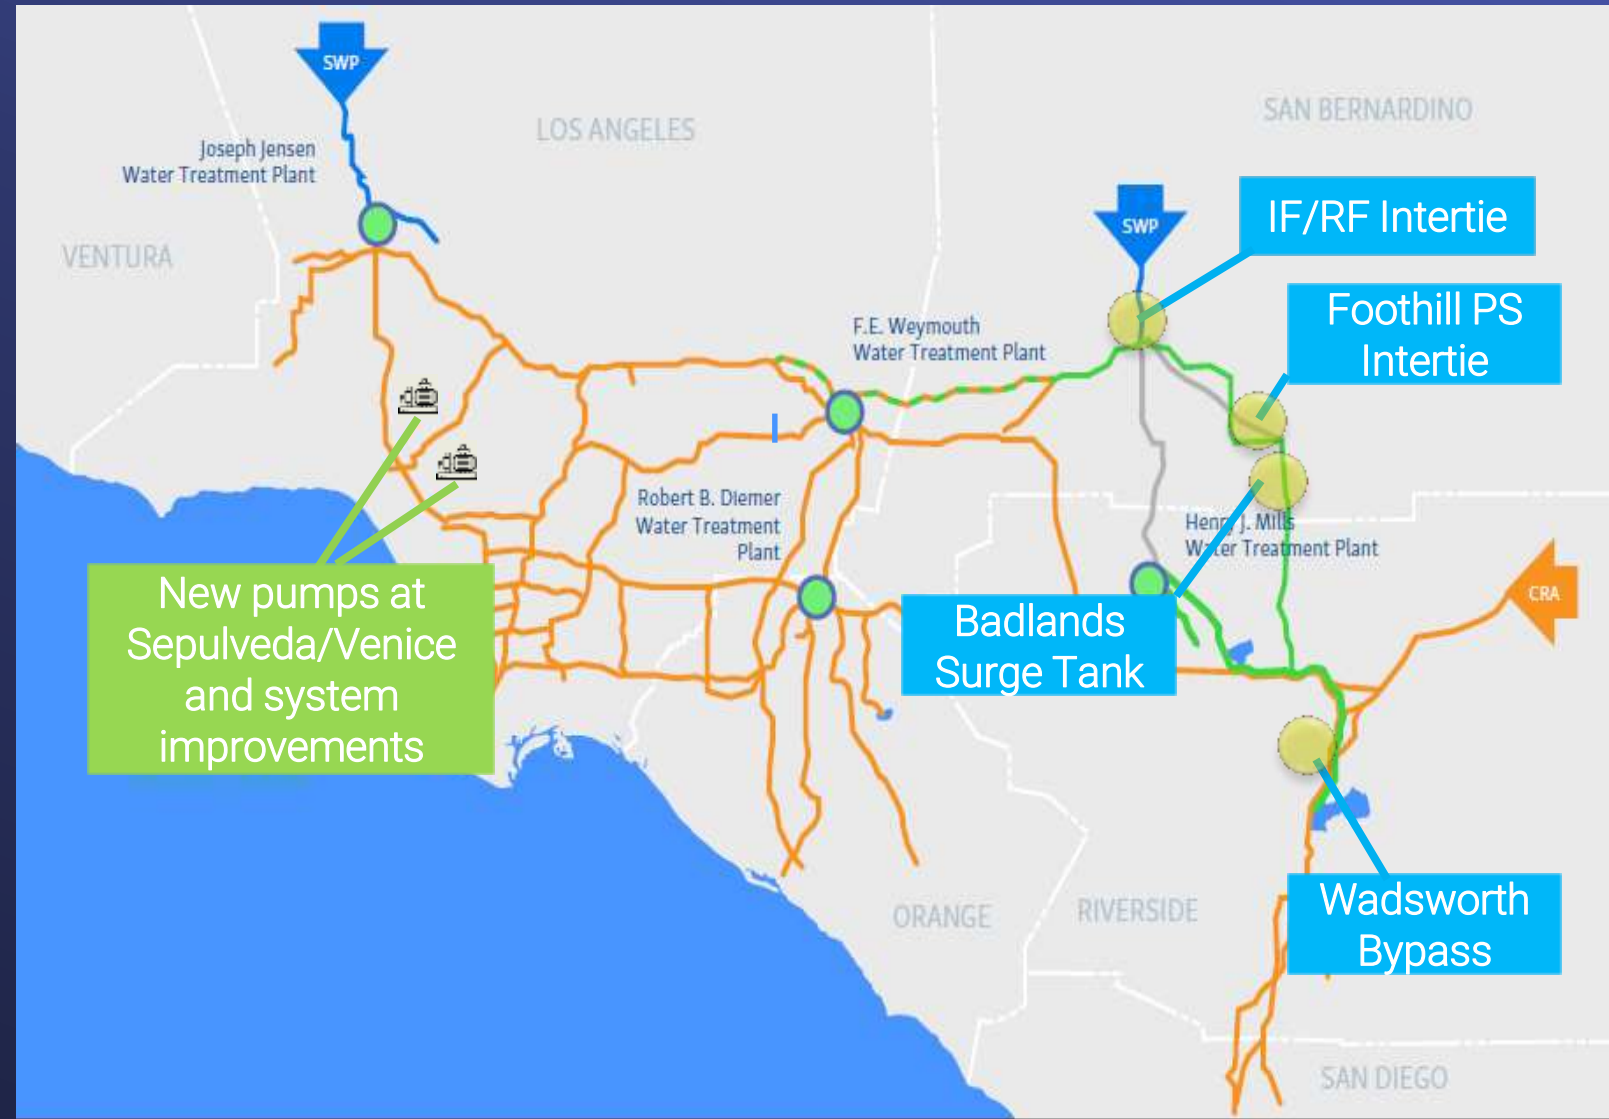 SWP
LOS ANGELES
SAN BERNARDINO
Joseph Jensen
Water Treatment Plant
VENTURA
SWP
IF/RF Intertie
Foothill PS
Intertie
F.E. Weymouth
Water Treatment Plant
Robert B. Diemer
Water Treatment
Plant
Henry J. Mills
Water Treatment Plant
CRA
New pumps at
Sepulveda/Venice
and system
improvements
Badlands
Surge Tank
Wadsworth
Bypass
ORANGE
RIVERSIDE
SAN DIEGO